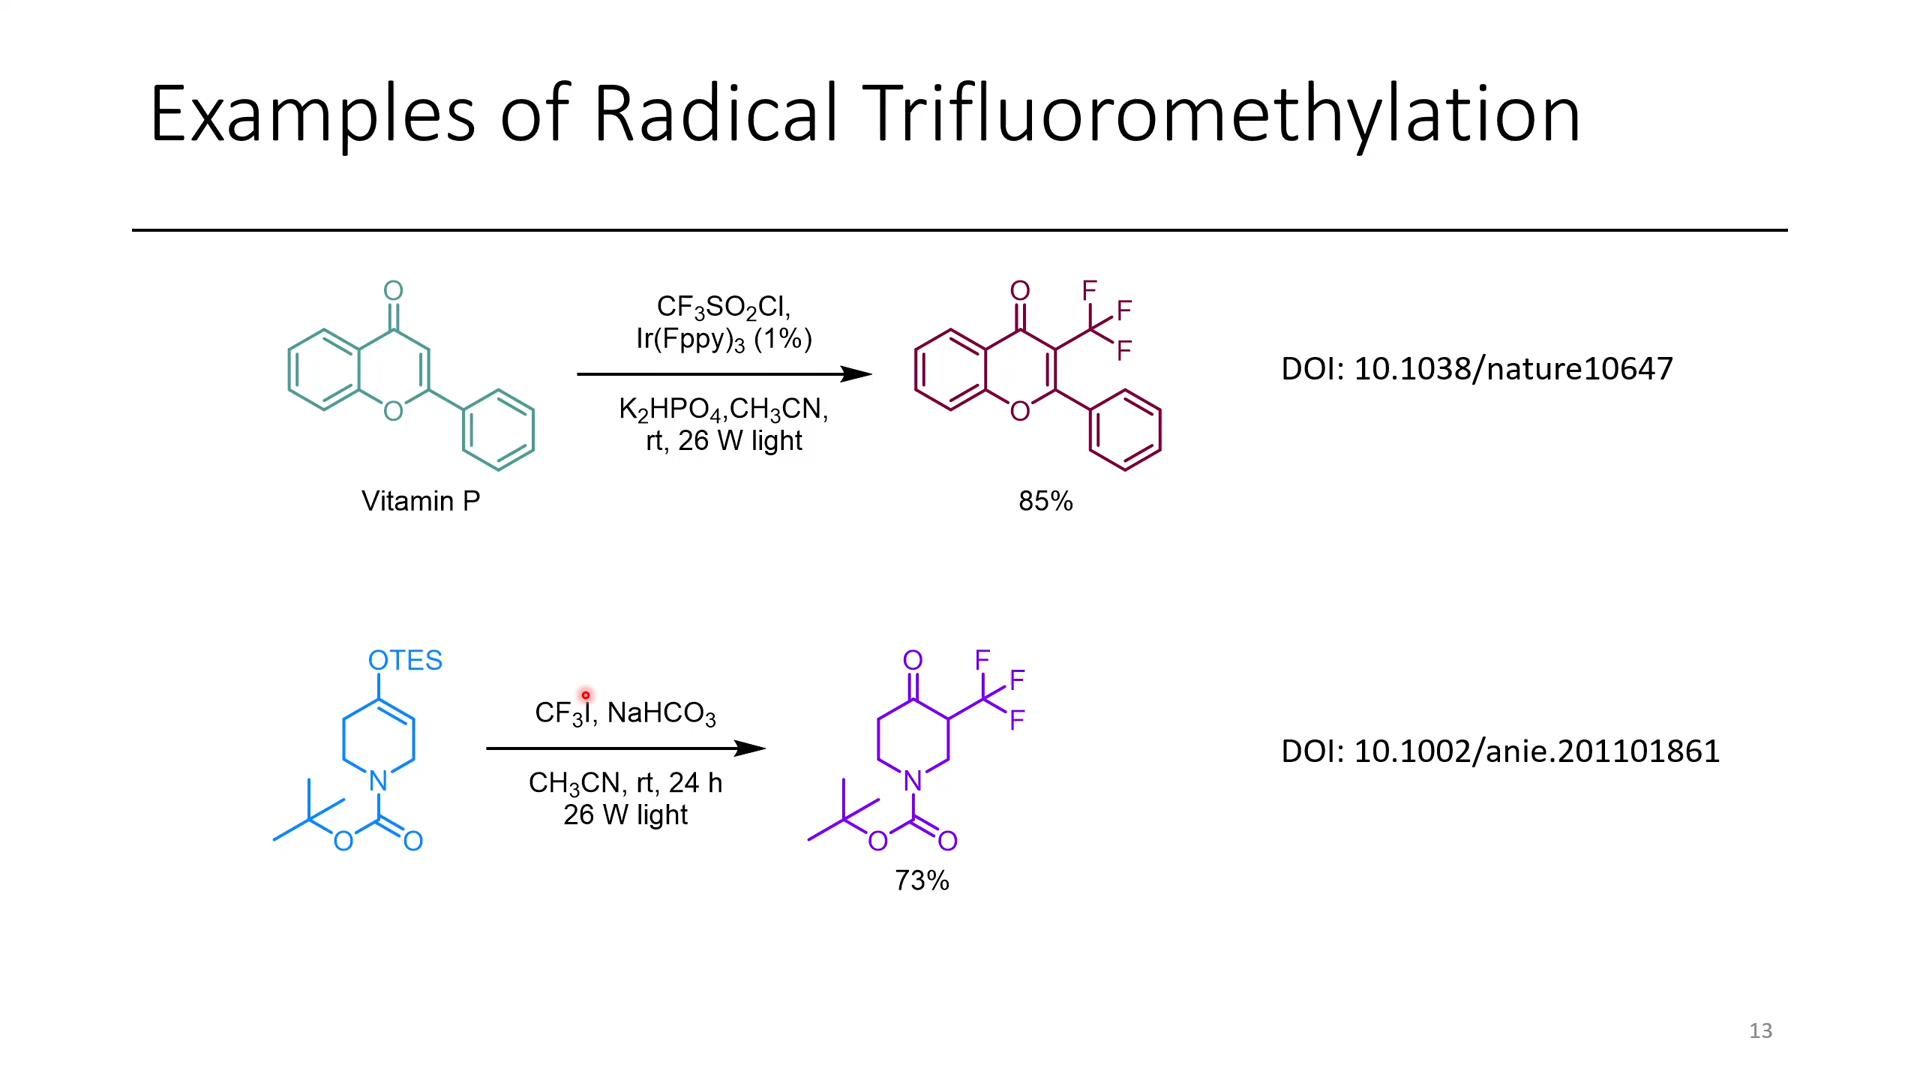 Examples of Radical Trifluoromethylation
O
O
Vitamin P
CF₃SO₂Cl,
Ir(Fppy)₃ (1%)
K₂HPO₄,CH₃CN,
rt, 26 W light
O
F
F
F
O
85%
DOI: 10.1038/nature10647
OTES
N
O
O
CF₃I, NaHCO₃
CH₃CN, rt, 24 h
26 W light
O
F
F
F
N
O
O
73%
DOI: 10.1002/anie.201101861
13